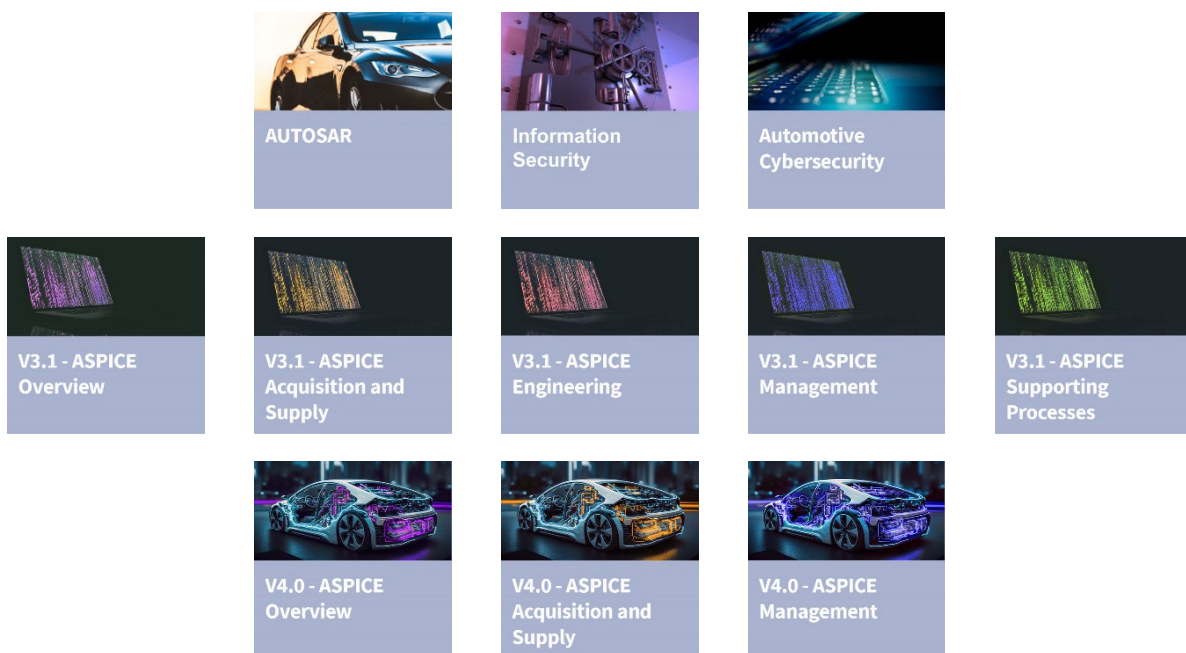 AUTOSAR
Information
Security
Automotive
Cybersecurity
V3.1 - ASPICE
Overview
V3.1 - ASPICE
Acquisition and
Supply
V3.1 - ASPICE
Engineering
V3.1 - ASPICE
Management
V3.1 - ASPICE
Supporting
Processes
V4.0 - ASPICE
Overview
V4.0 - ASPICE
Acquisition and
Supply
V4.0 - ASPICE
Management